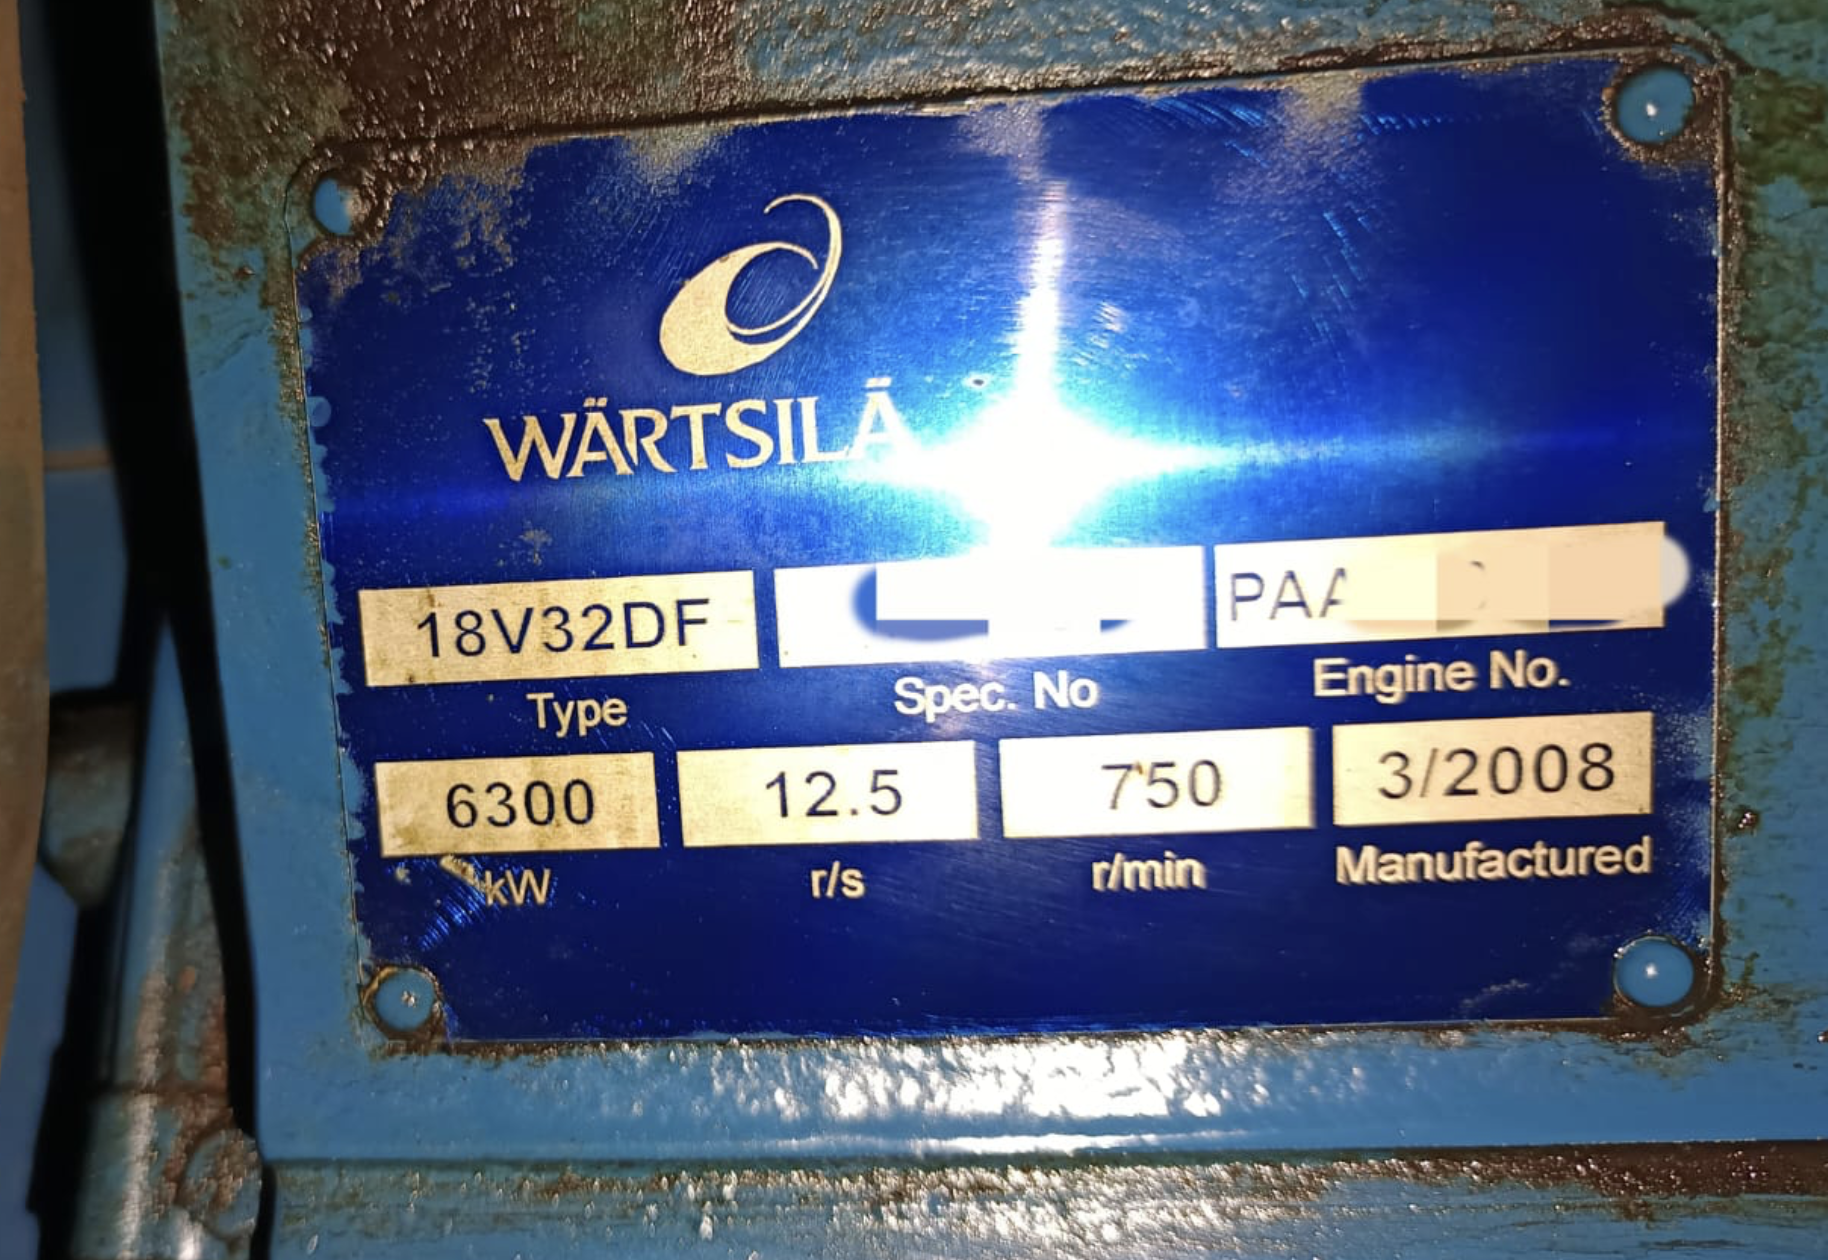 WÄRTSILÄ
18V32DF PAA
Type Spec. No Engine No.
6300 12.5 750 3/2008
kW r/s r/min Manufactured